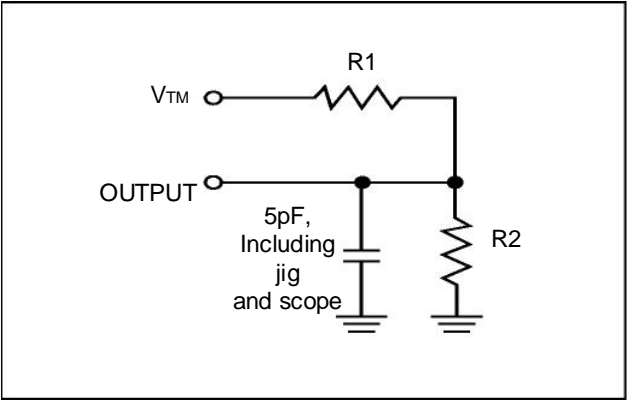 R1
VTM
OUTPUT
5pF,
Including
jig
and scope
R2